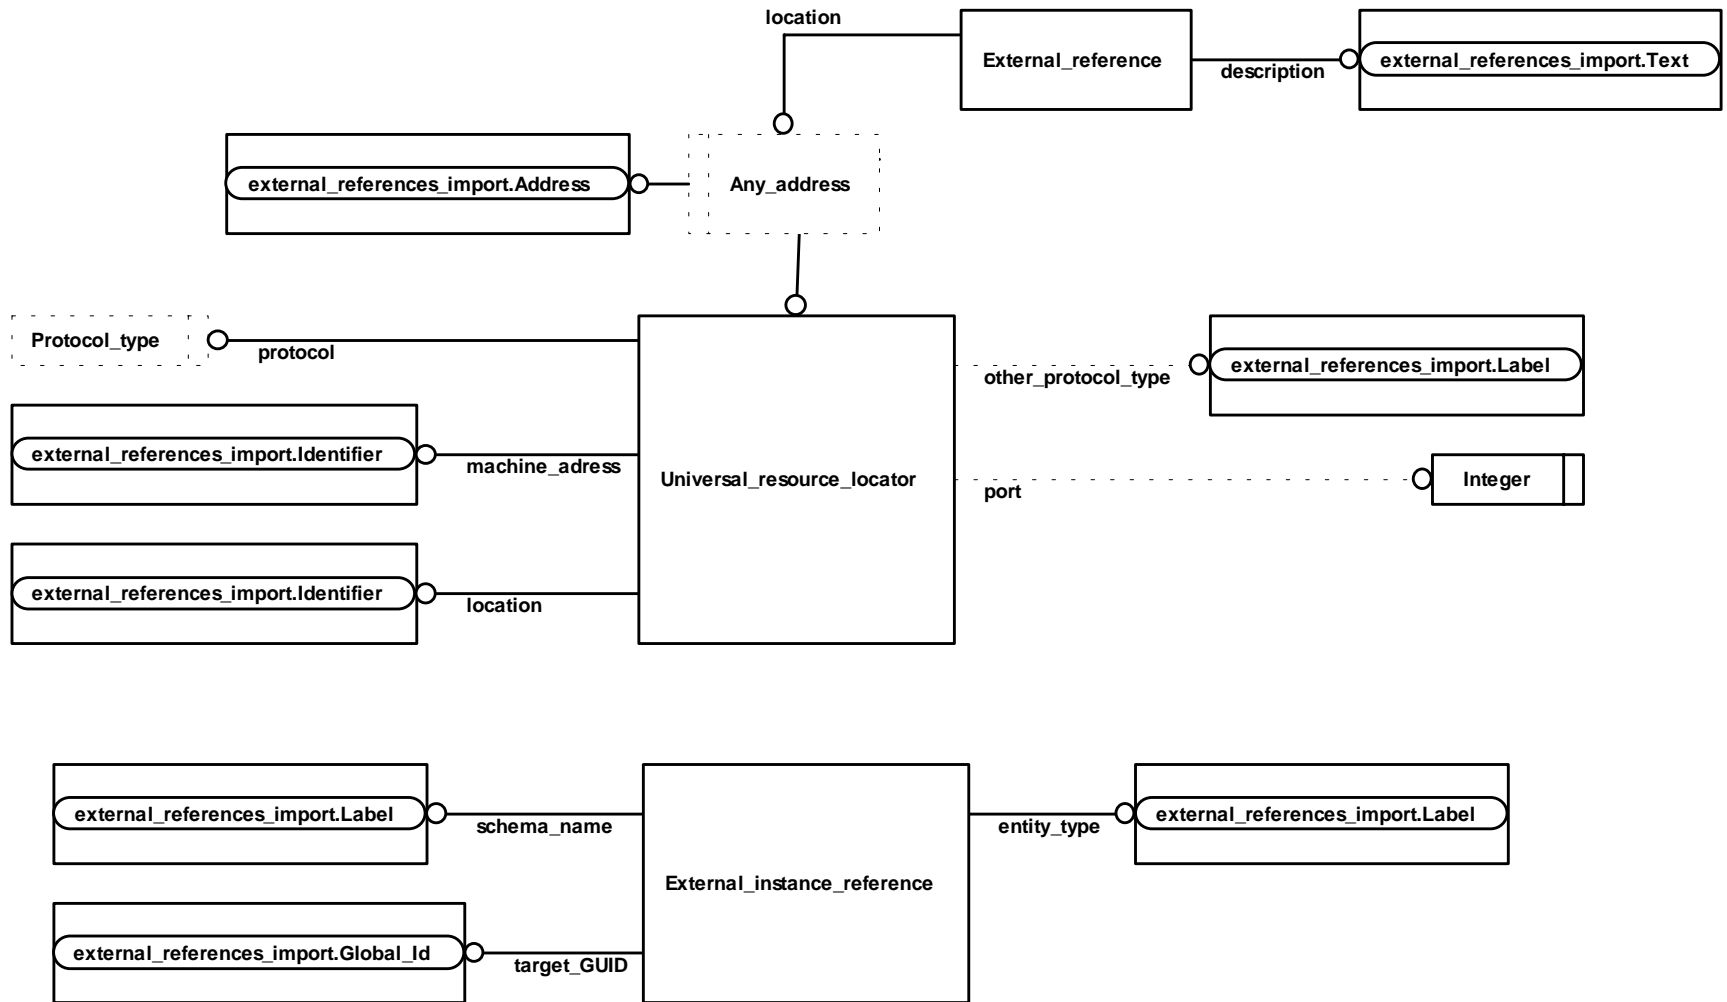 location
External_reference
description
external_references_import.Text
external_references_import.Address
Any_address
Protocol_type
protocol
other_protocol_type
external_references_import.Label
external_references_import.Identifier
machine_adress
Universal_resource_locator
port
Integer
external_references_import.Identifier
location
external_references_import.Label
schema_name
entity_type
external_references_import.Label
External_instance_reference
external_references_import.Global_Id
target_GUID